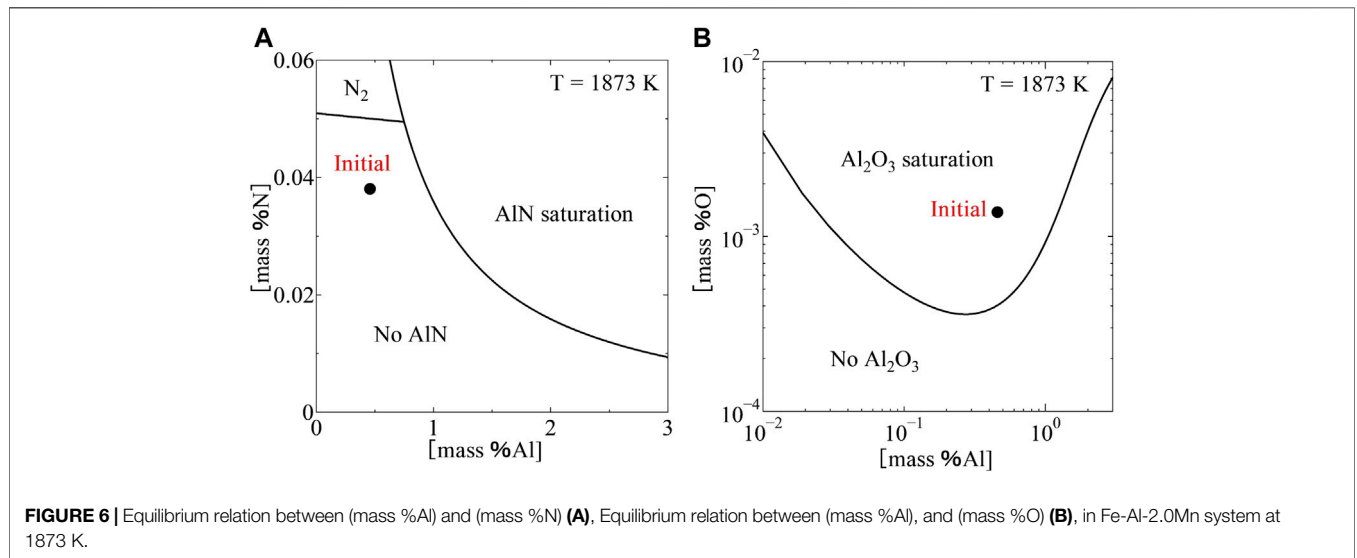 A
0.06
N2
T = 1873 K
Initial
0.04
[mass %N]
AlN saturation
0.02
No AlN
0
0 1 2 3
[mass %Al]
B
10−2
T = 1873 K
Al2O3 saturation
Initial
10−3
[mass %O]
No Al2O3
10−4
10−2 10−1 100
[mass %Al]
FIGURE 6 | Equilibrium relation between (mass %Al) and (mass %N) (A), Equilibrium relation between (mass %Al), and (mass %O) (B), in Fe-Al-2.0Mn system at
1873 K.